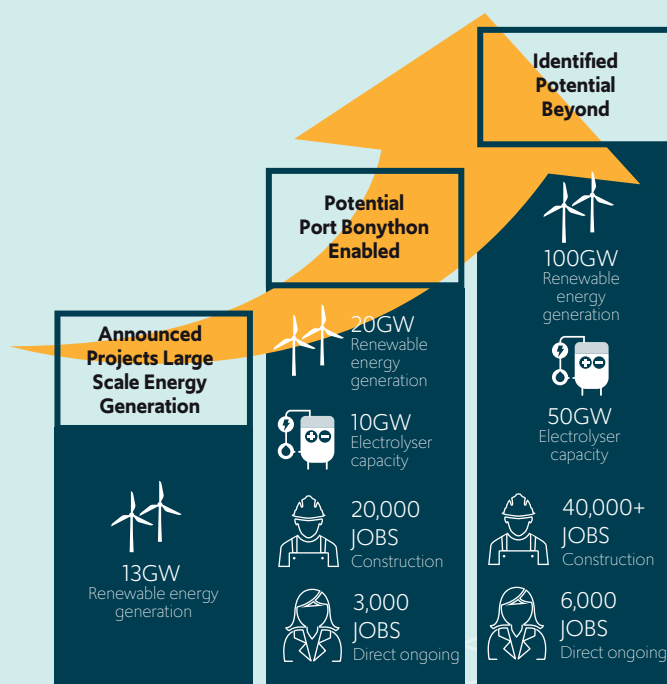 Announced
Projects Large
Scale Energy
Generation
13GW
Renewable energy
generation
Potential
Port Bonython
Enabled
20GW
Renewable
energy
generation
10GW
Electrolyser
capacity
20,000
JOBS
Construction
3,000
JOBS
Direct ongoing
Identified
Potential
Beyond
100GW
Renewable
energy
generation
50GW
Electrolyser
capacity
40,000+
JOBS
Construction
6,000
JOBS
Direct ongoing